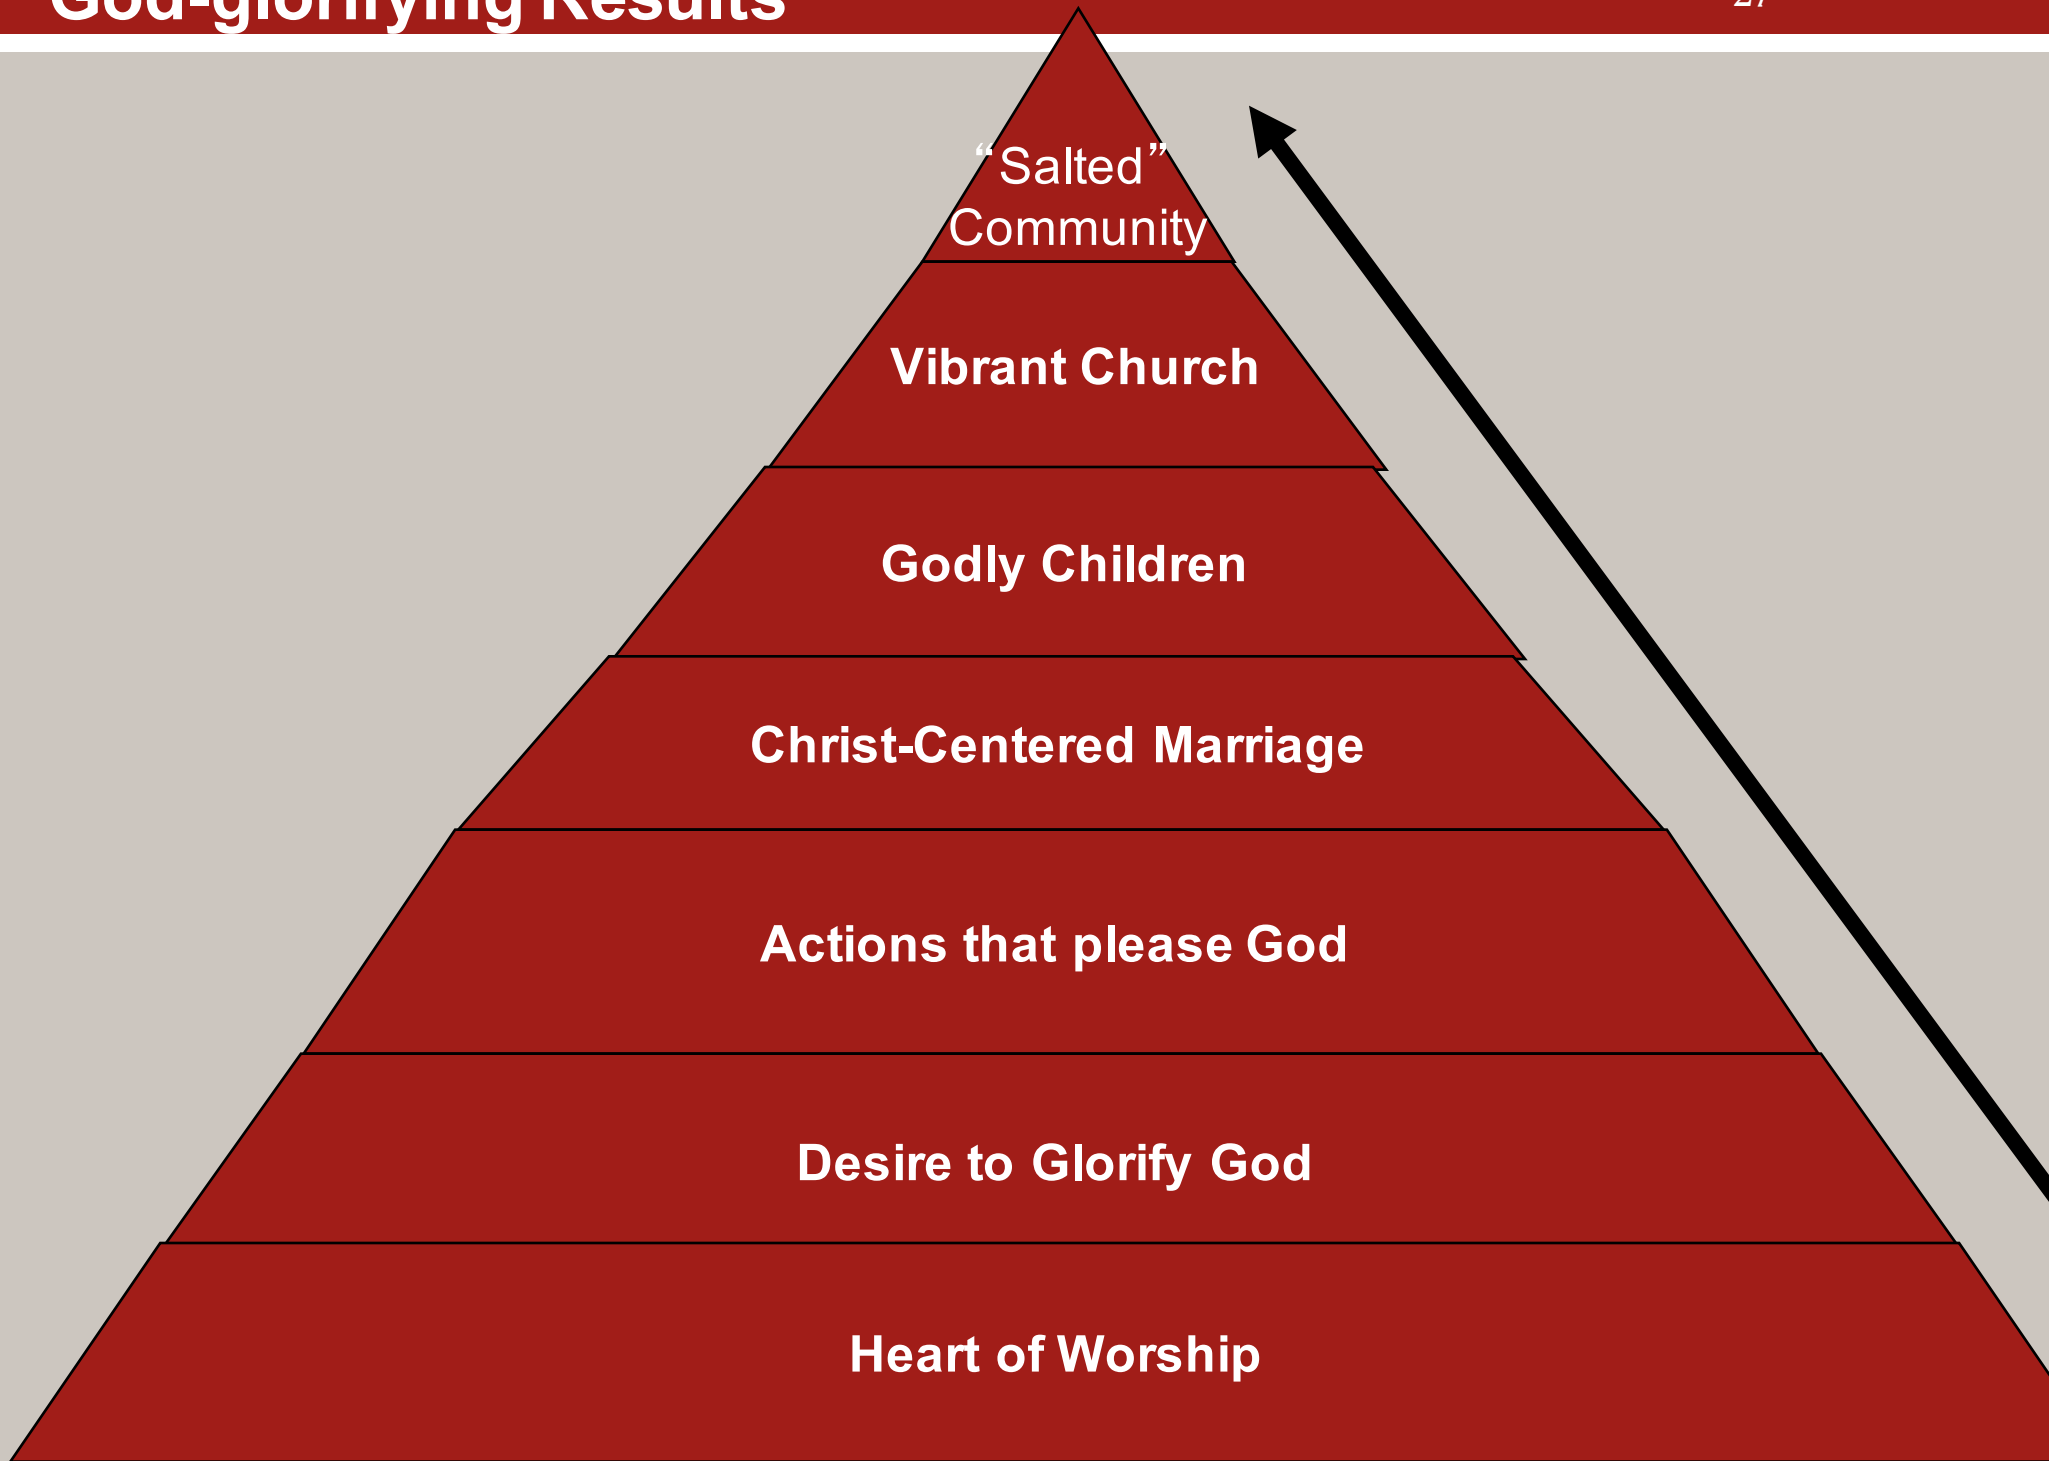 God-glorifying Results
27
“Salted”
Community
Vibrant Church
Godly Children
Christ-Centered Marriage
Actions that please God
Desire to Glorify God
Heart of Worship